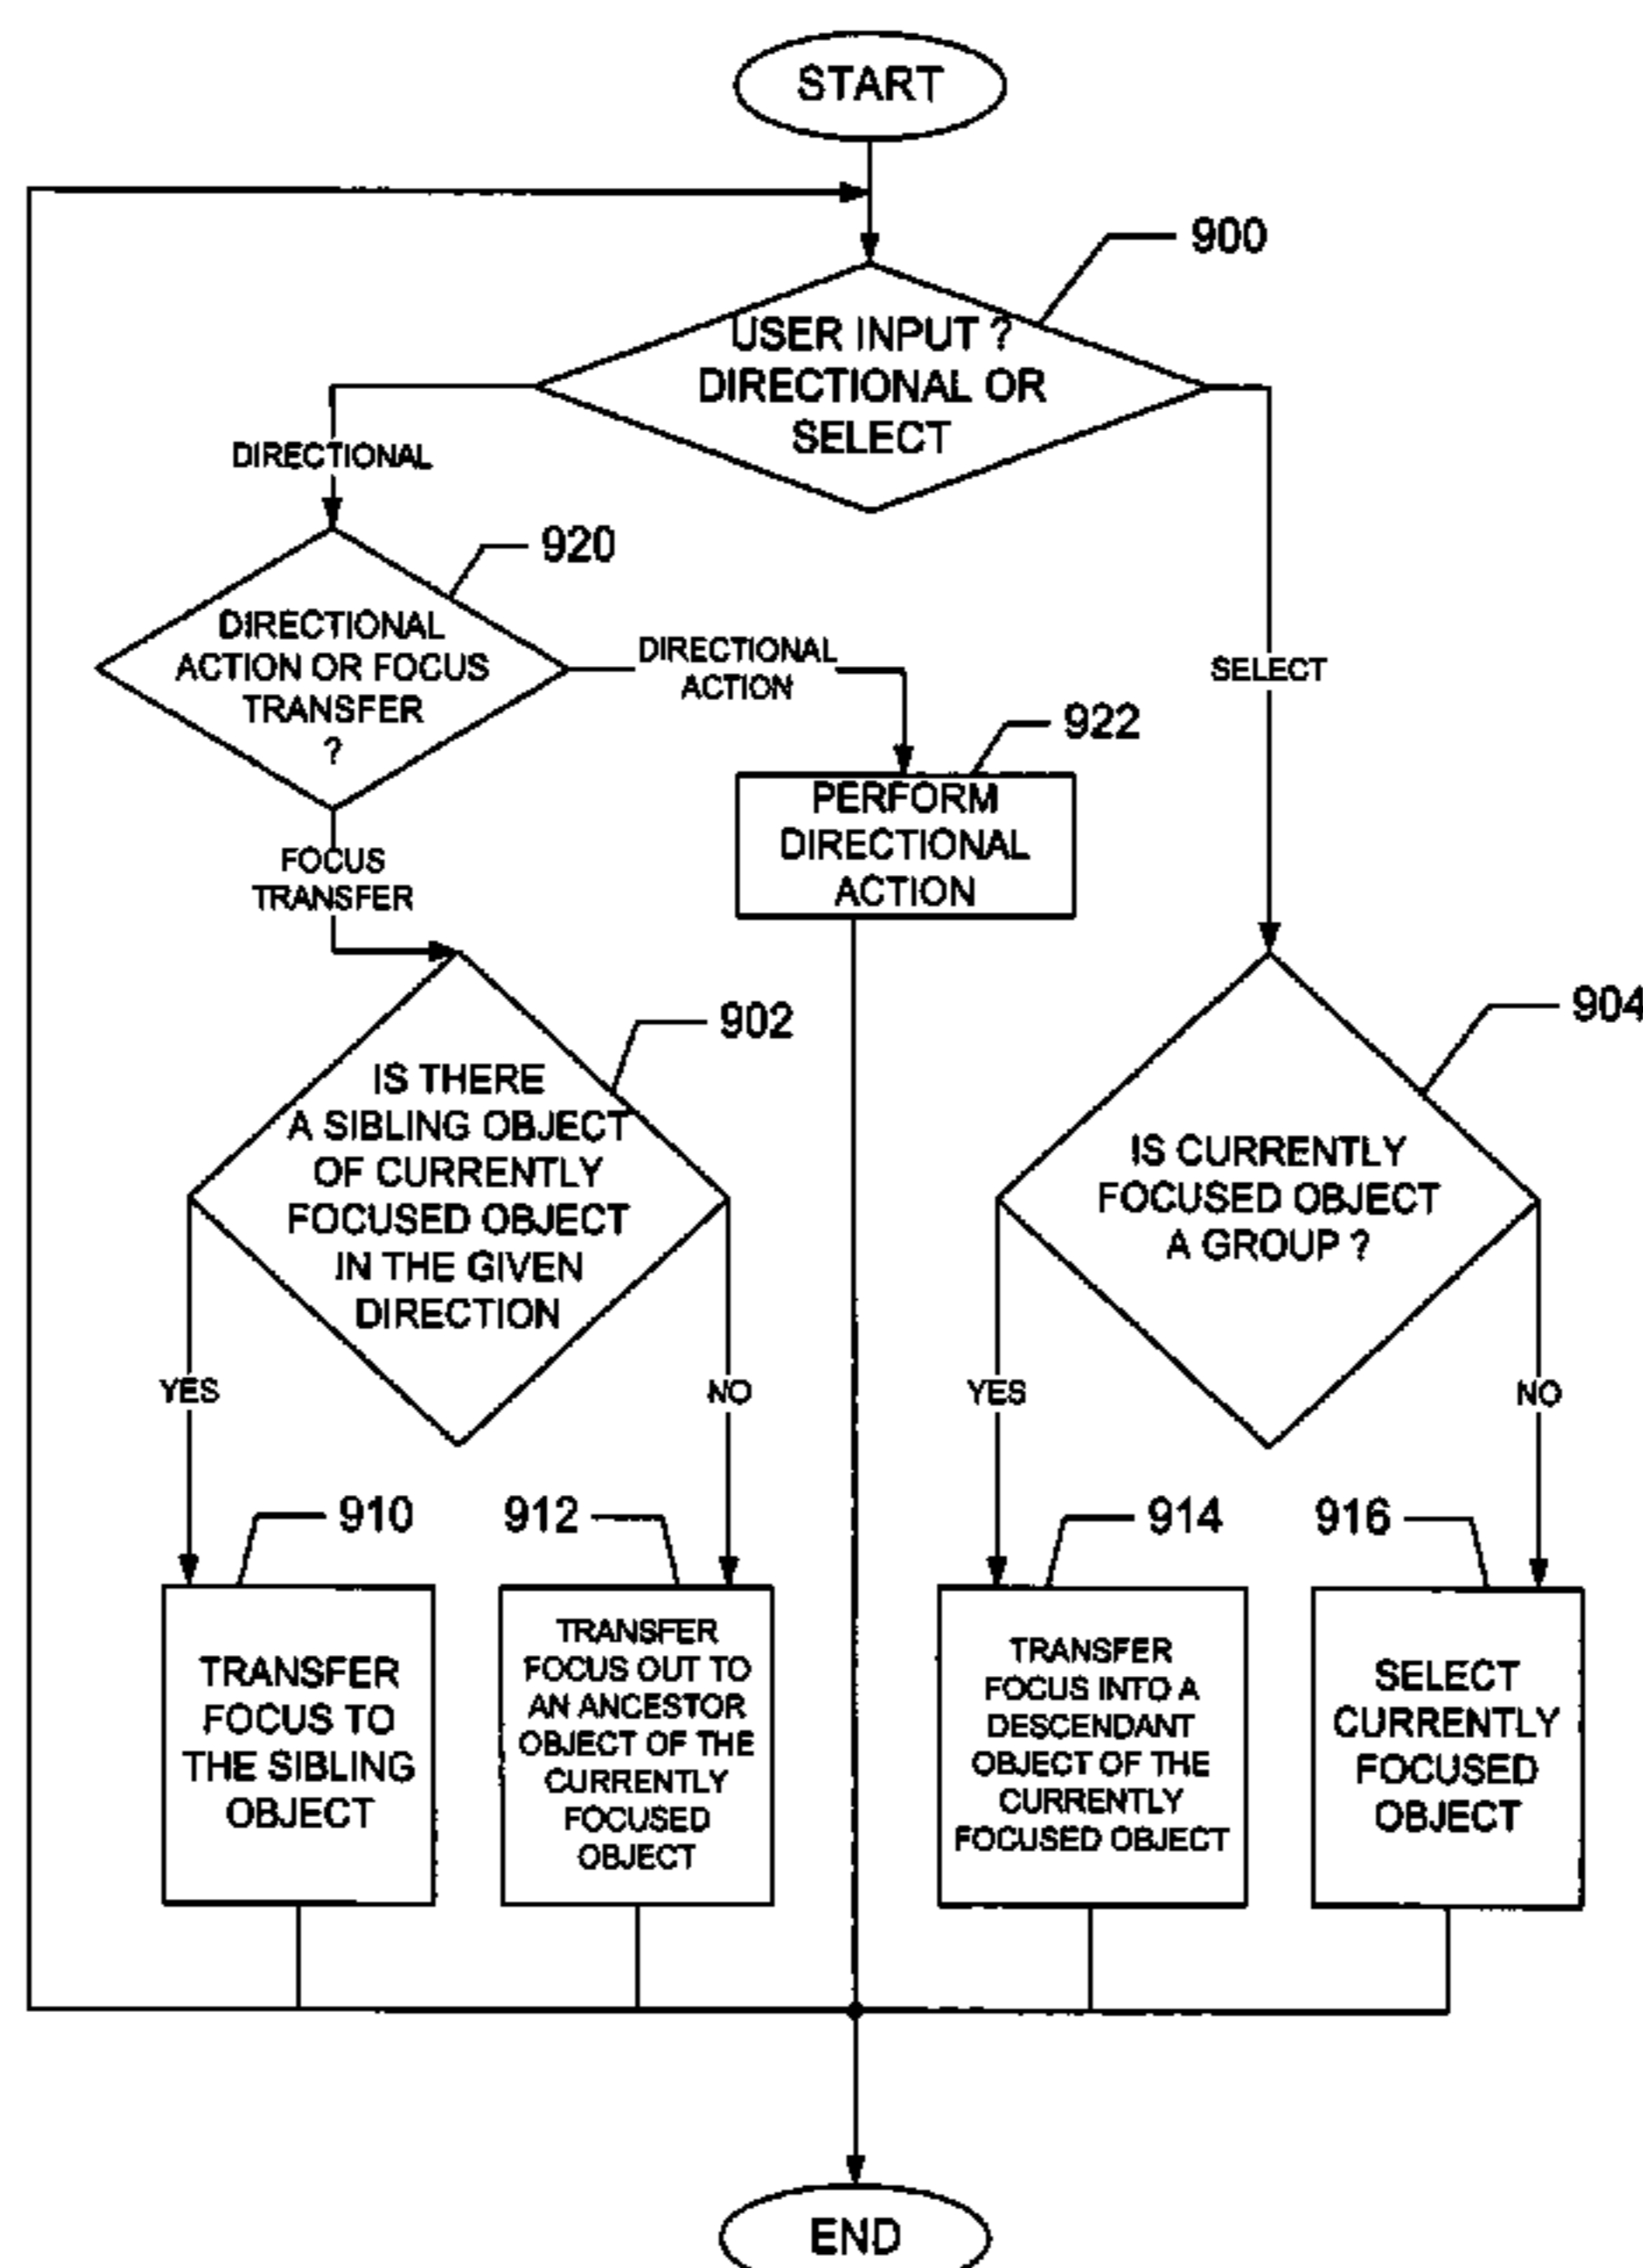 START
900
USER INPUT ?
DIRECTIONAL OR
SELECT
DIRECTIONAL
920
DIRECTIONAL
ACTION OR FOCUS
TRANSFER
?
DIRECTIONAL
ACTION
SELECT
922
PERFORM
DIRECTIONAL
ACTION
FOCUS
TRANSFER
902
IS THERE
A SIBLING OBJECT
OF CURRENTLY
FOCUSED OBJECT
IN THE GIVEN
DIRECTION
904
IS CURRENTLY
FOCUSED OBJECT
A GROUP ?
YES
NO
YES
NO
910
912
914
916
TRANSFER
FOCUS TO
THE SIBLING
OBJECT
TRANSFER
FOCUS OUT TO
AN ANCESTOR
OBJECT OF THE
CURRENTLY
FOCUSED
OBJECT
TRANSFER
FOCUS INTO A
DESCENDANT
OBJECT OF THE
CURRENTLY
FOCUSED OBJECT
SELECT
CURRENTLY
FOCUSED
OBJECT
END